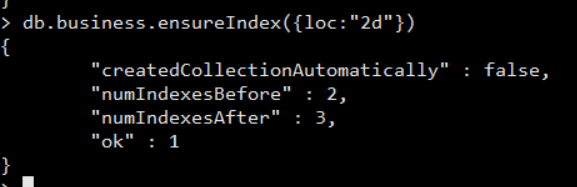 }
> db.business.ensureIndex({loc:"2d"})
{
"createdCollectionAutomatically" : false,
"numIndexesBefore" : 2,
"numIndexesAfter" : 3,
"ok" : 1
}
>